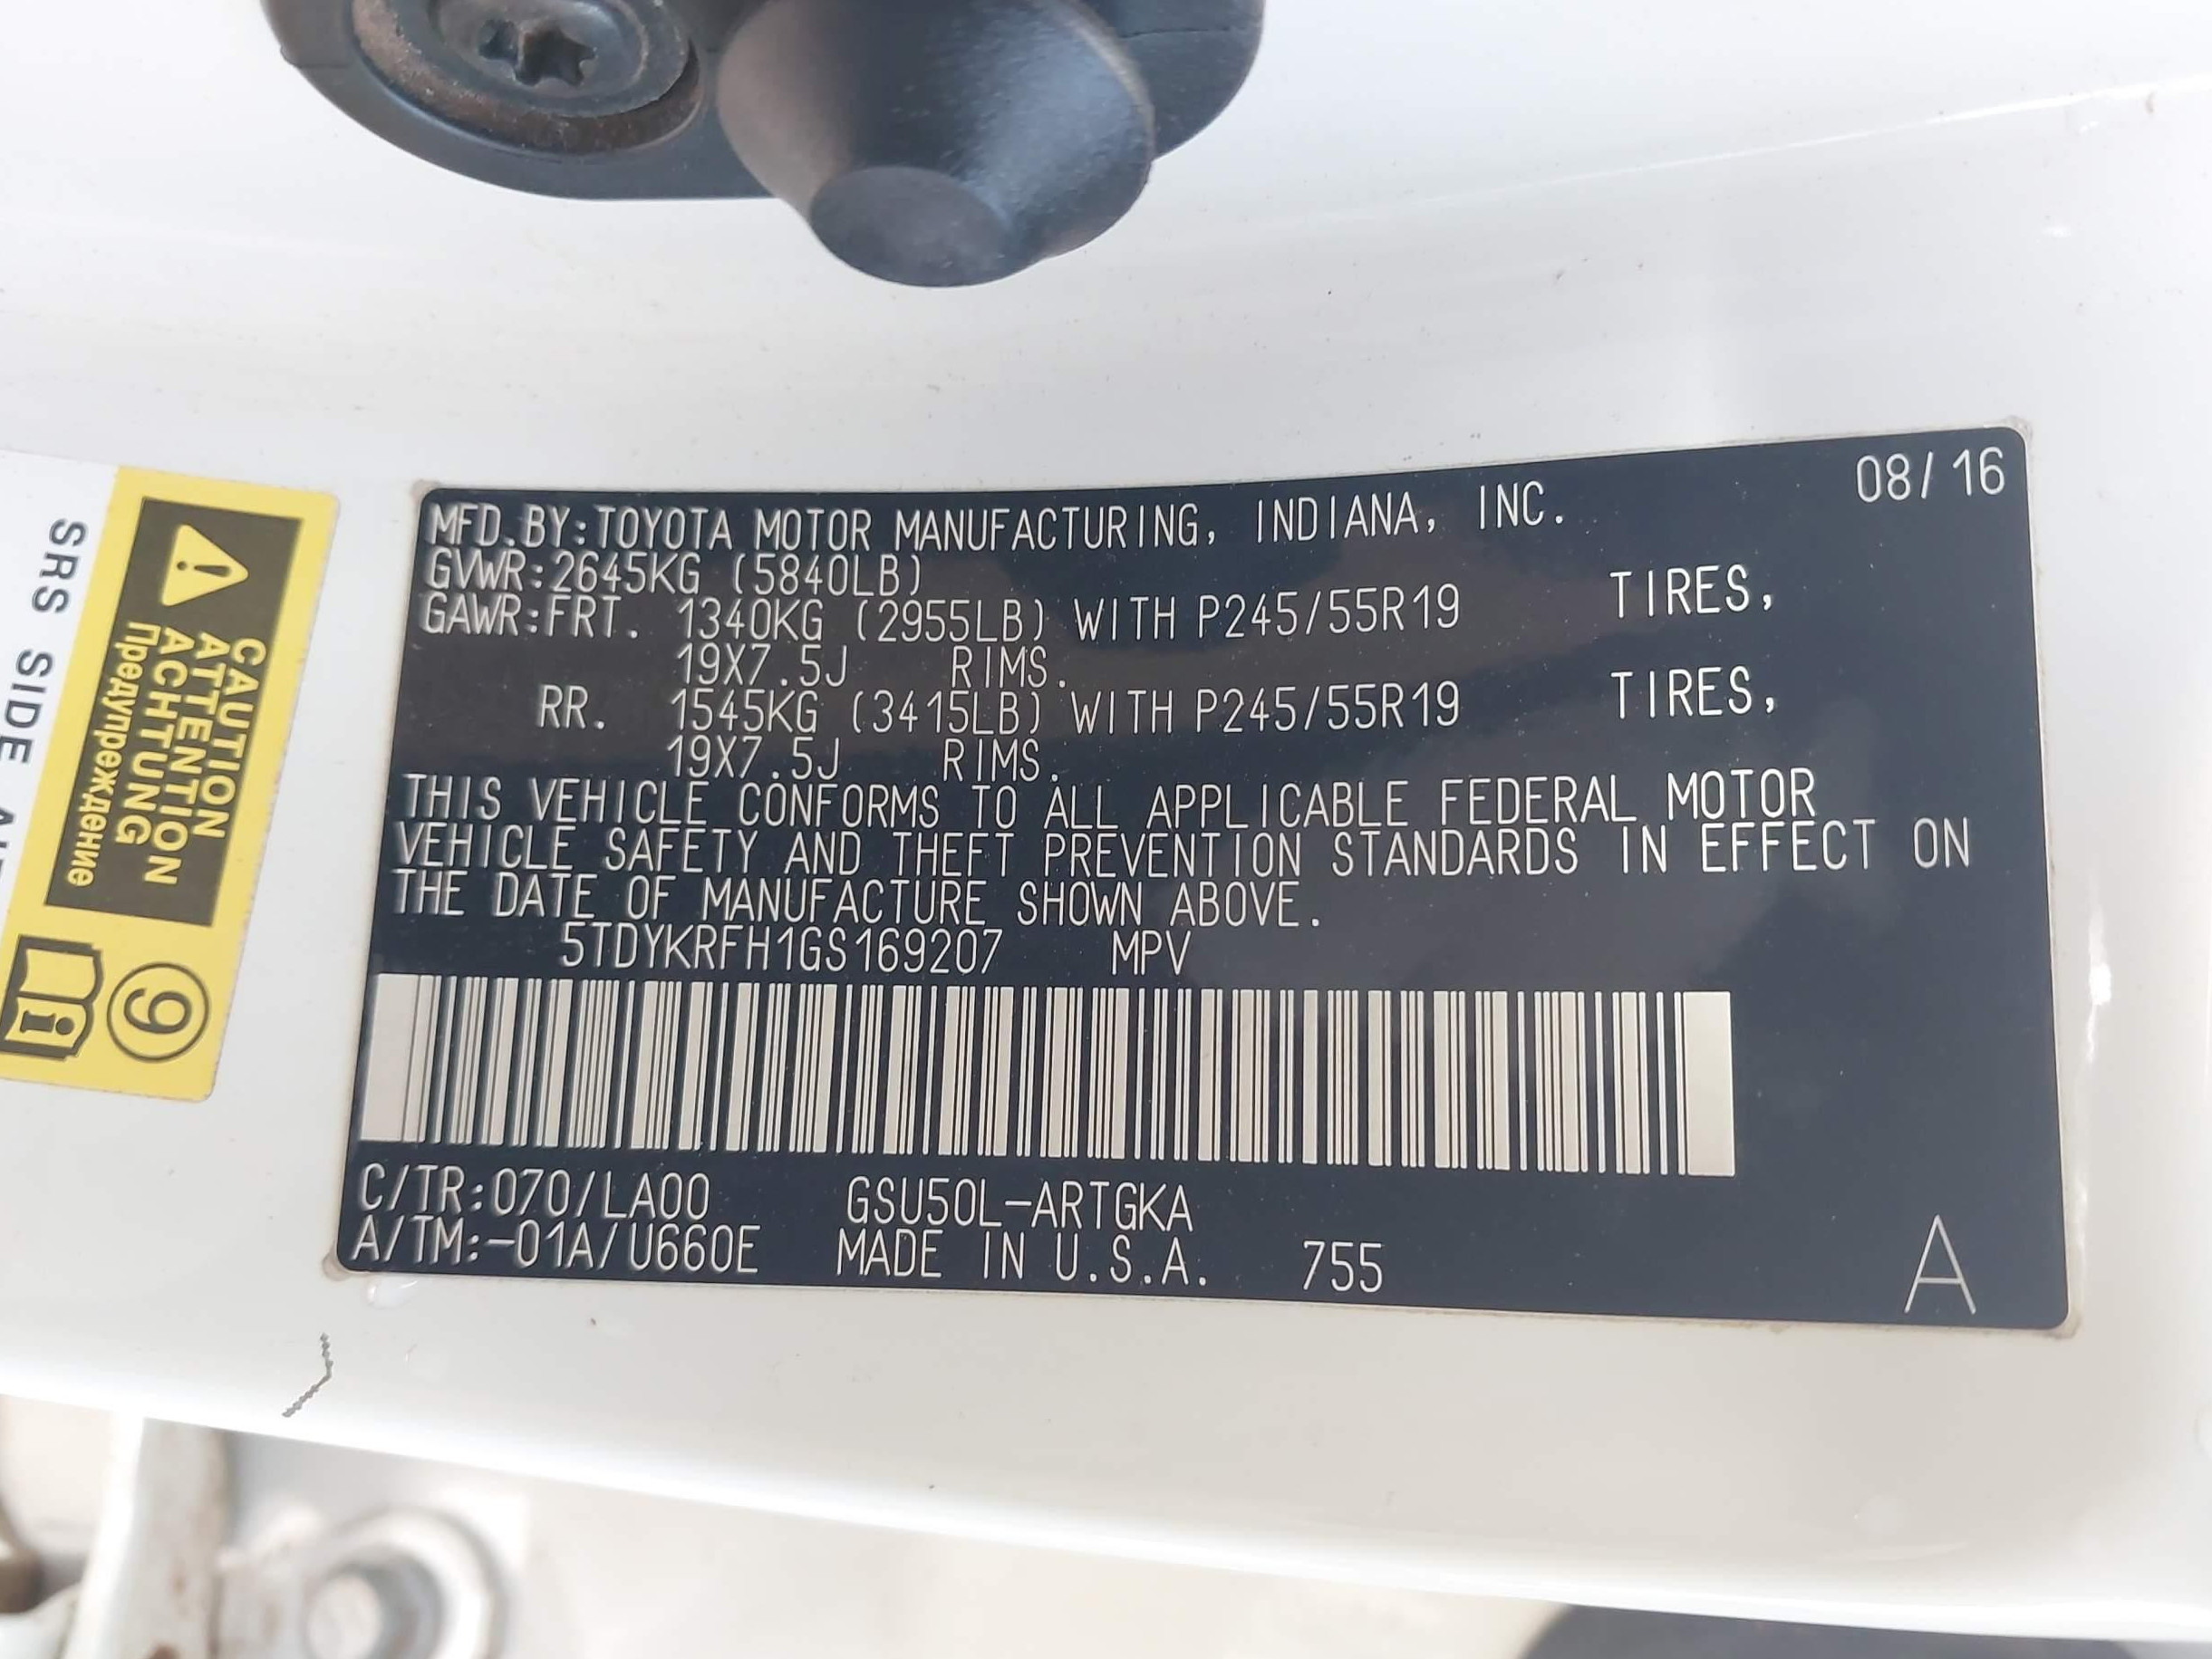 08/16
MFD.BY:TOYOTA MOTOR MANUFACTURING, INDIANA, INC.
GVWR:2645KG (5840LB)
GAWR:FRT. 1340KG (2955LB) WITH P245/55R19 TIRES,
19X7.5J RIMS.
RR. 1545KG (3415LB) WITH P245/55R19 TIRES,
19X7.5J RIMS.
THIS VEHICLE CONFORMS TO ALL APPLICABLE FEDERAL MOTOR
VEHICLE SAFETY AND THEFT PREVENTION STANDARDS IN EFFECT ON
THE DATE OF MANUFACTURE SHOWN ABOVE.
5TDYKRFH1GS169207 MPV
C/TR:070/LA00 GSU50L-ARTGKA
A/TM:-01A/U660E MADE IN U.S.A. 755
A
CAUTION
ATTENTION
ACHTUNG
Предупреждение
9
i
SRS SIDE